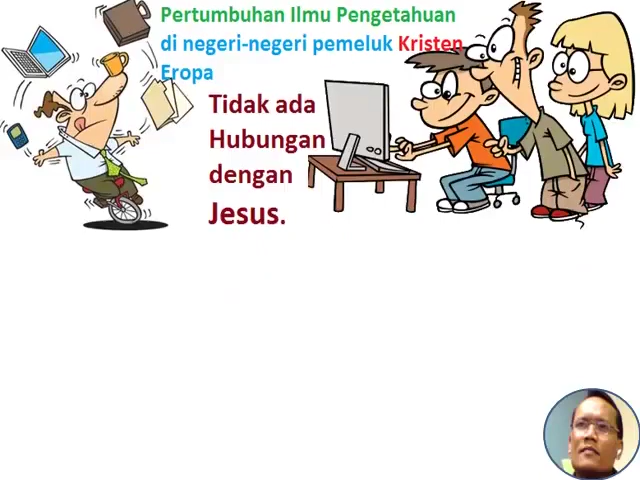 Pertumbuhan Ilmu Pengetahuan
di negeri-negeri pemeluk Kristen
Eropa
Tidak ada
Hubungan
dengan
Jesus.